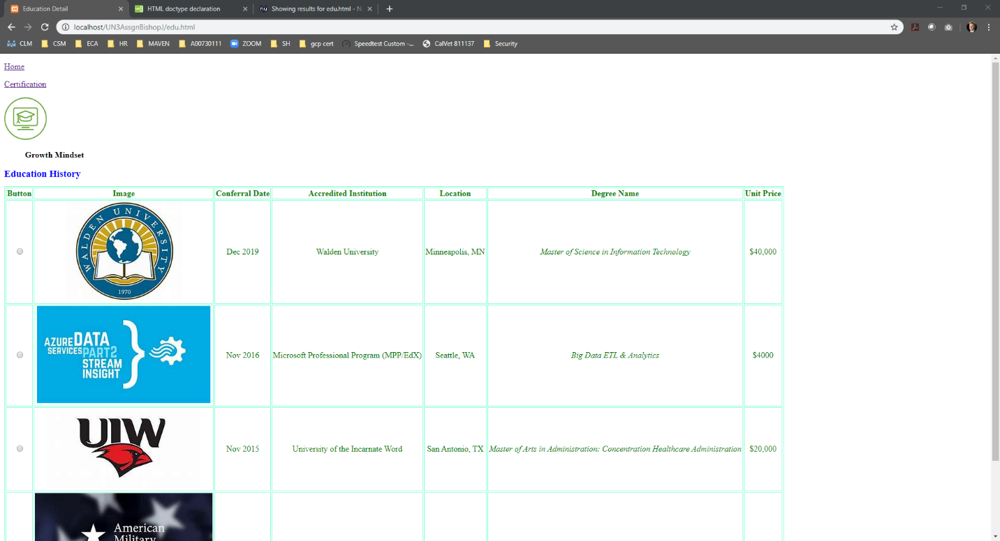 Education Detail
HTML doctype declaration
Showing results for edu.html - N
localhost/UN3AssgnBishopJ/edu.html
CLM CSM ECA HR MAVEN A00730111 ZOOM SH gcp cert Speedtest Custom -... CalVet 811137 Security
Home
Certification
Growth Mindset
Education History
Button Image Conferral Date Accredited Institution Location Degree Name Unit Price
WALDEN UNIVERSITY
1970
Dec 2019 Walden University Minneapolis, MN Master of Science in Information Technology $40,000
AZURE DATA
SERVICES PART2
STREAM
INSIGHT
Nov 2016 Microsoft Professional Program (MPP/EdX) Seattle, WA Big Data ETL & Analytics $4000
UIW
Nov 2015 University of the Incarnate Word San Antonio, TX Master of Arts in Administration: Concentration Healthcare Administration $20,000
American
Military